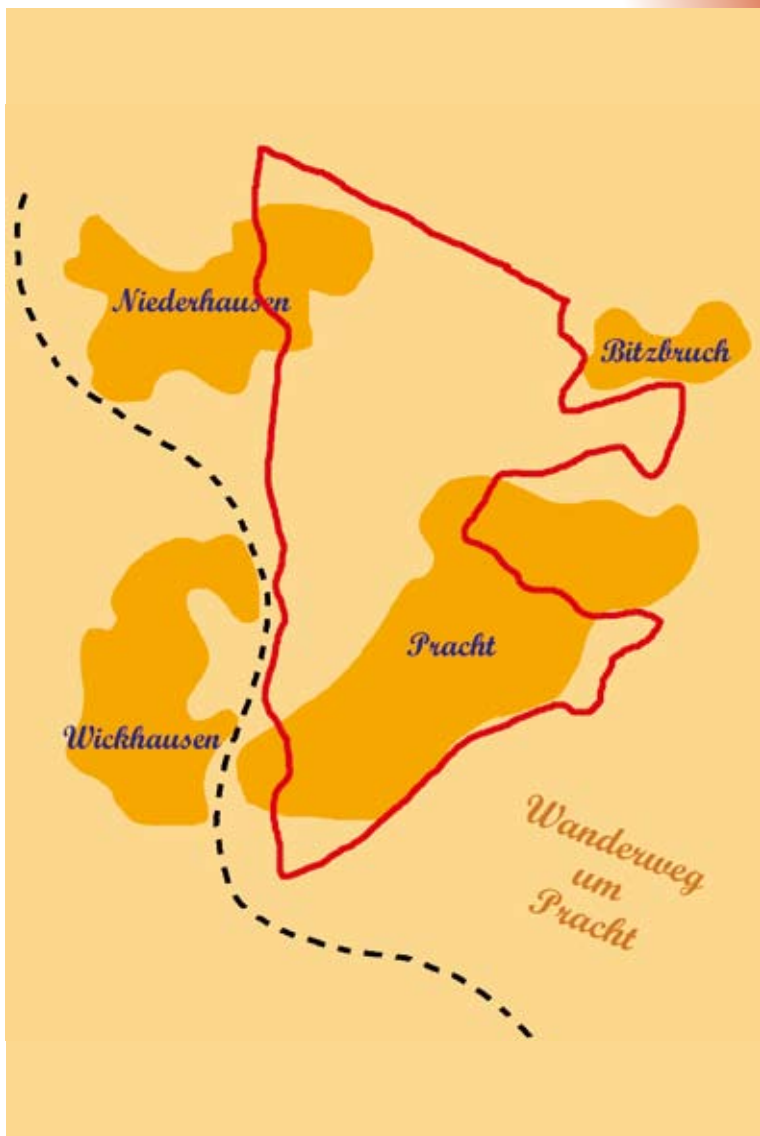 Niederhausen
Bitzbruch
Pracht
Wickhausen
Wanderweg
um
Pracht